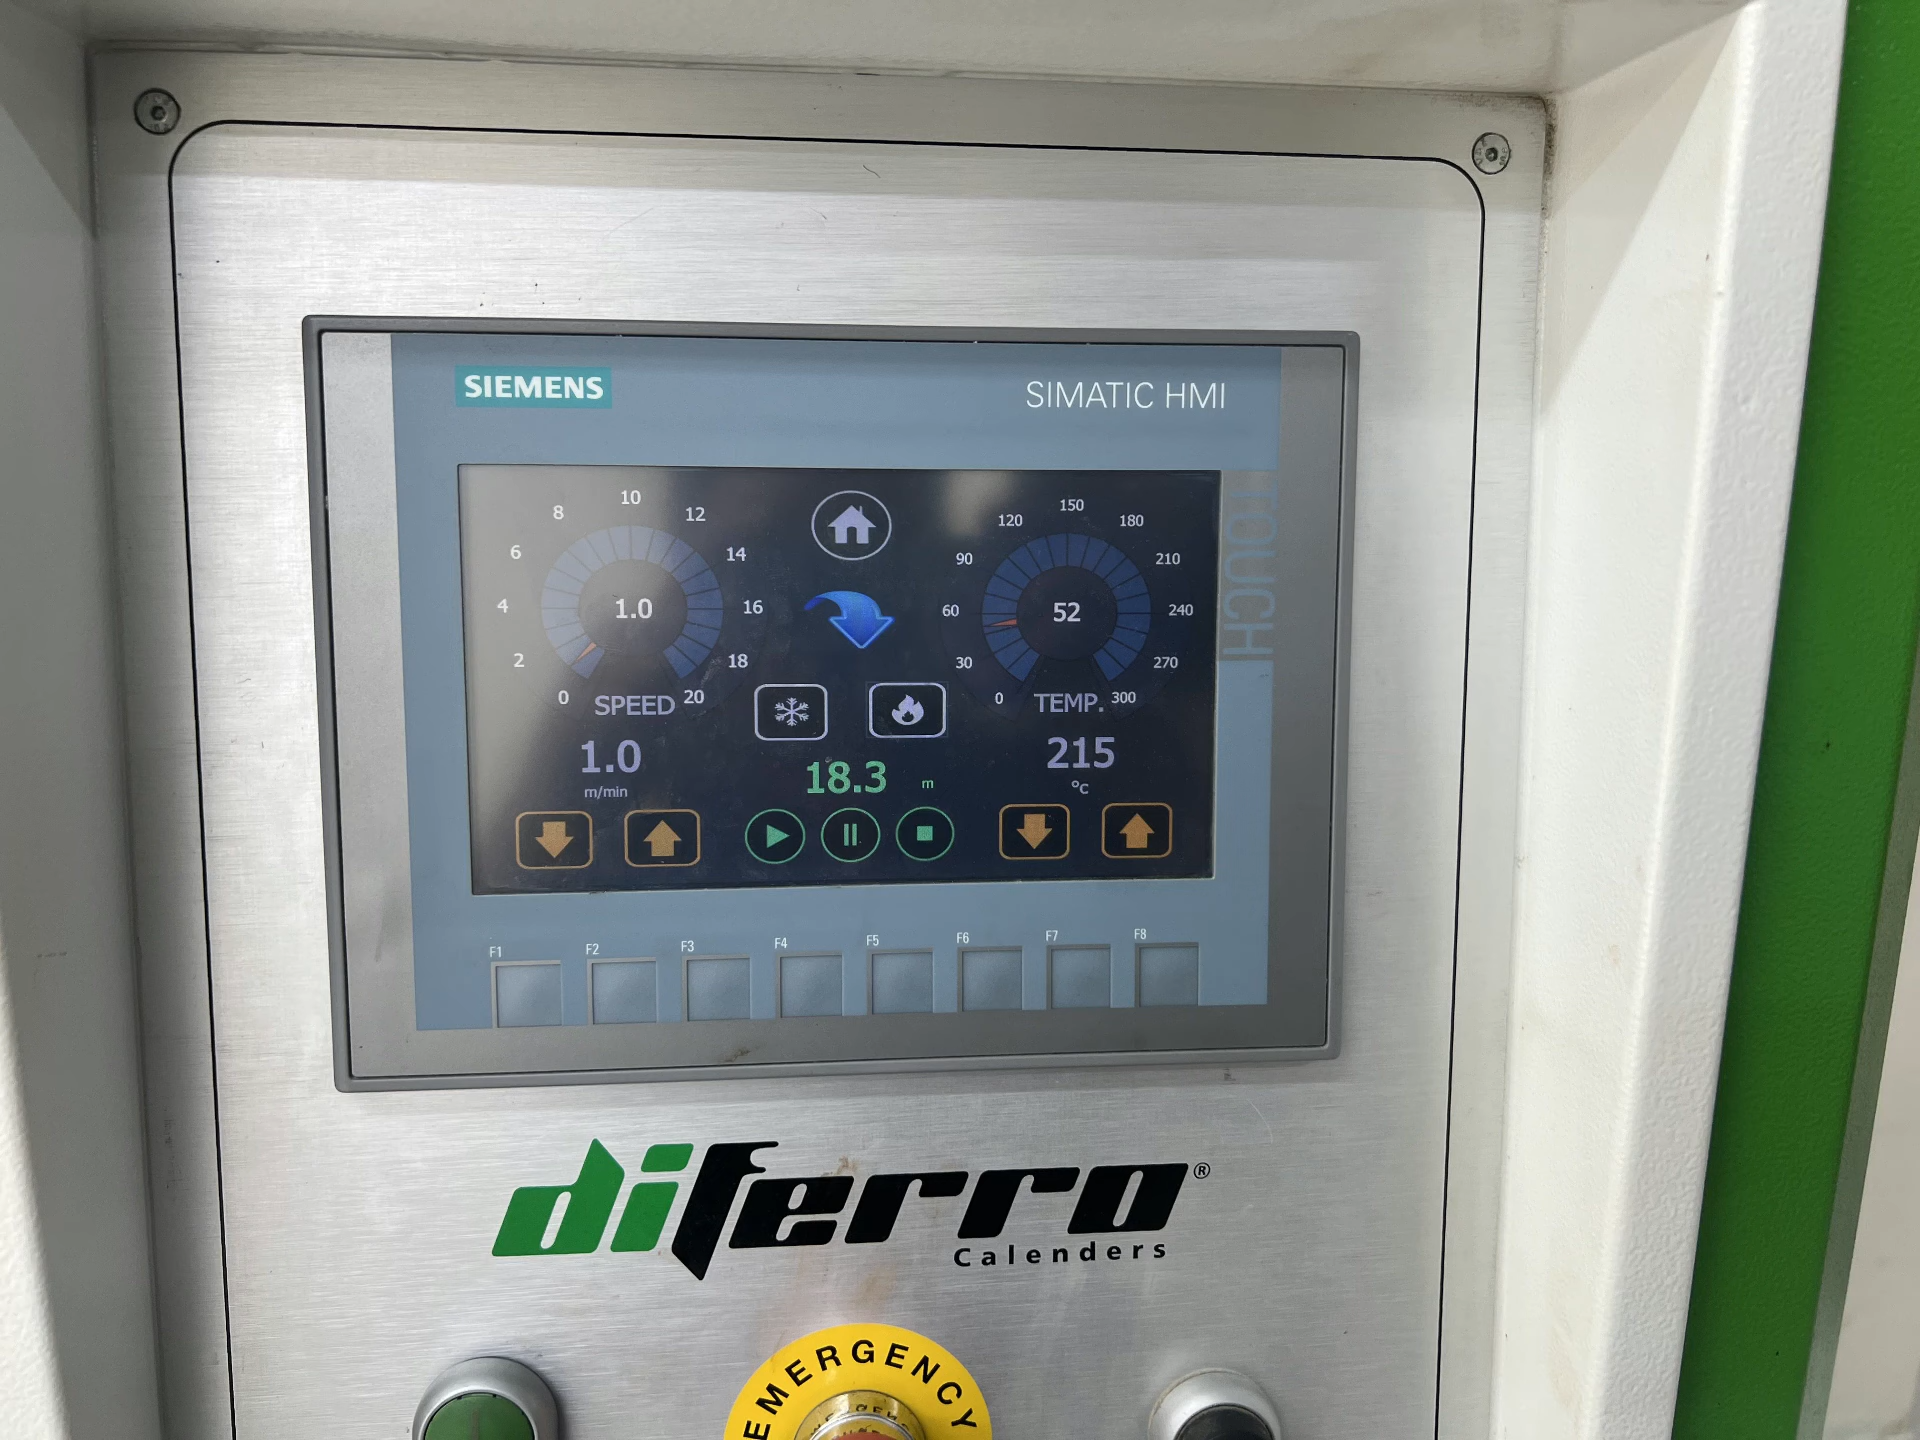 SIEMENS
SIMATIC HMI
TOUCH
10
8
12
6
14
4
1.0
16
2
18
0
SPEED
20
1.0
m/min
150
120
180
90
210
60
52
240
30
270
0
TEMP.
300
215
°C
18.3 m
F1 F2 F3 F4 F5 F6 F7 F8
diferro®
Calenders
EMERGENCY